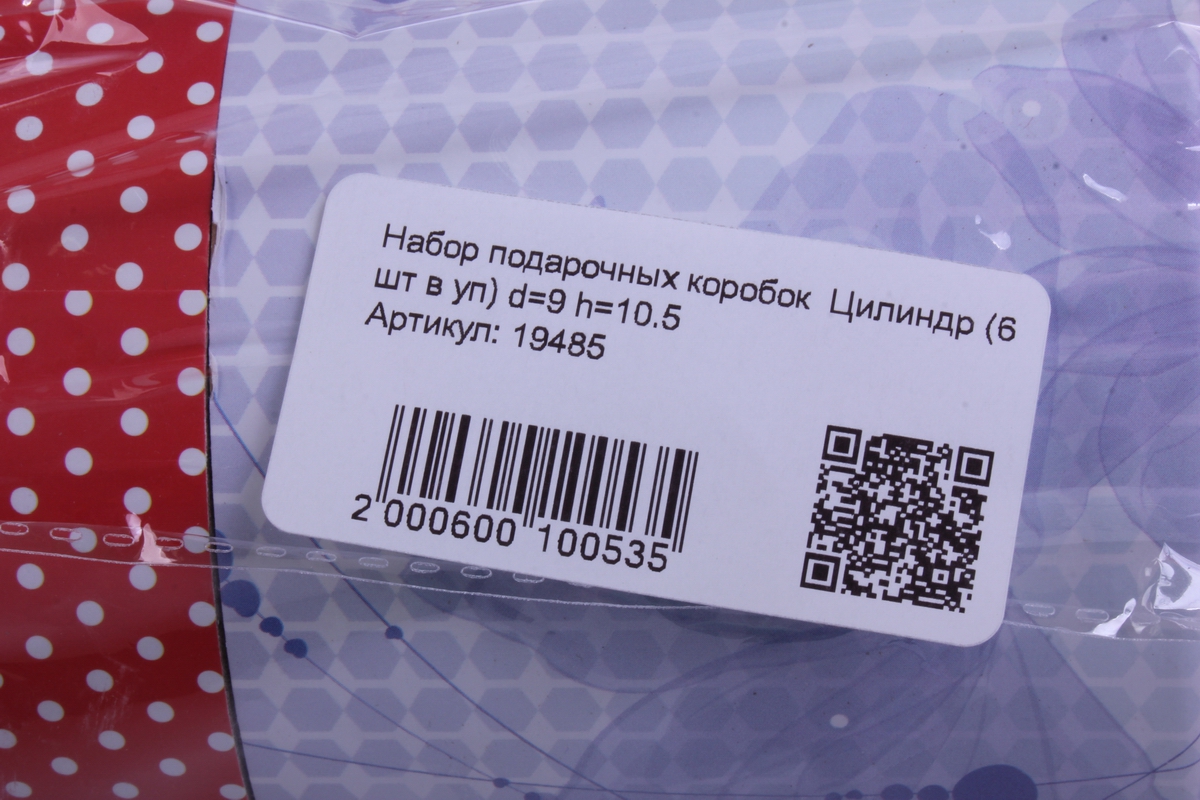 Набор подарочных коробок Цилиндр (6
шт в уп) d=9 h=10.5
Артикул: 19485
2 000600 100535